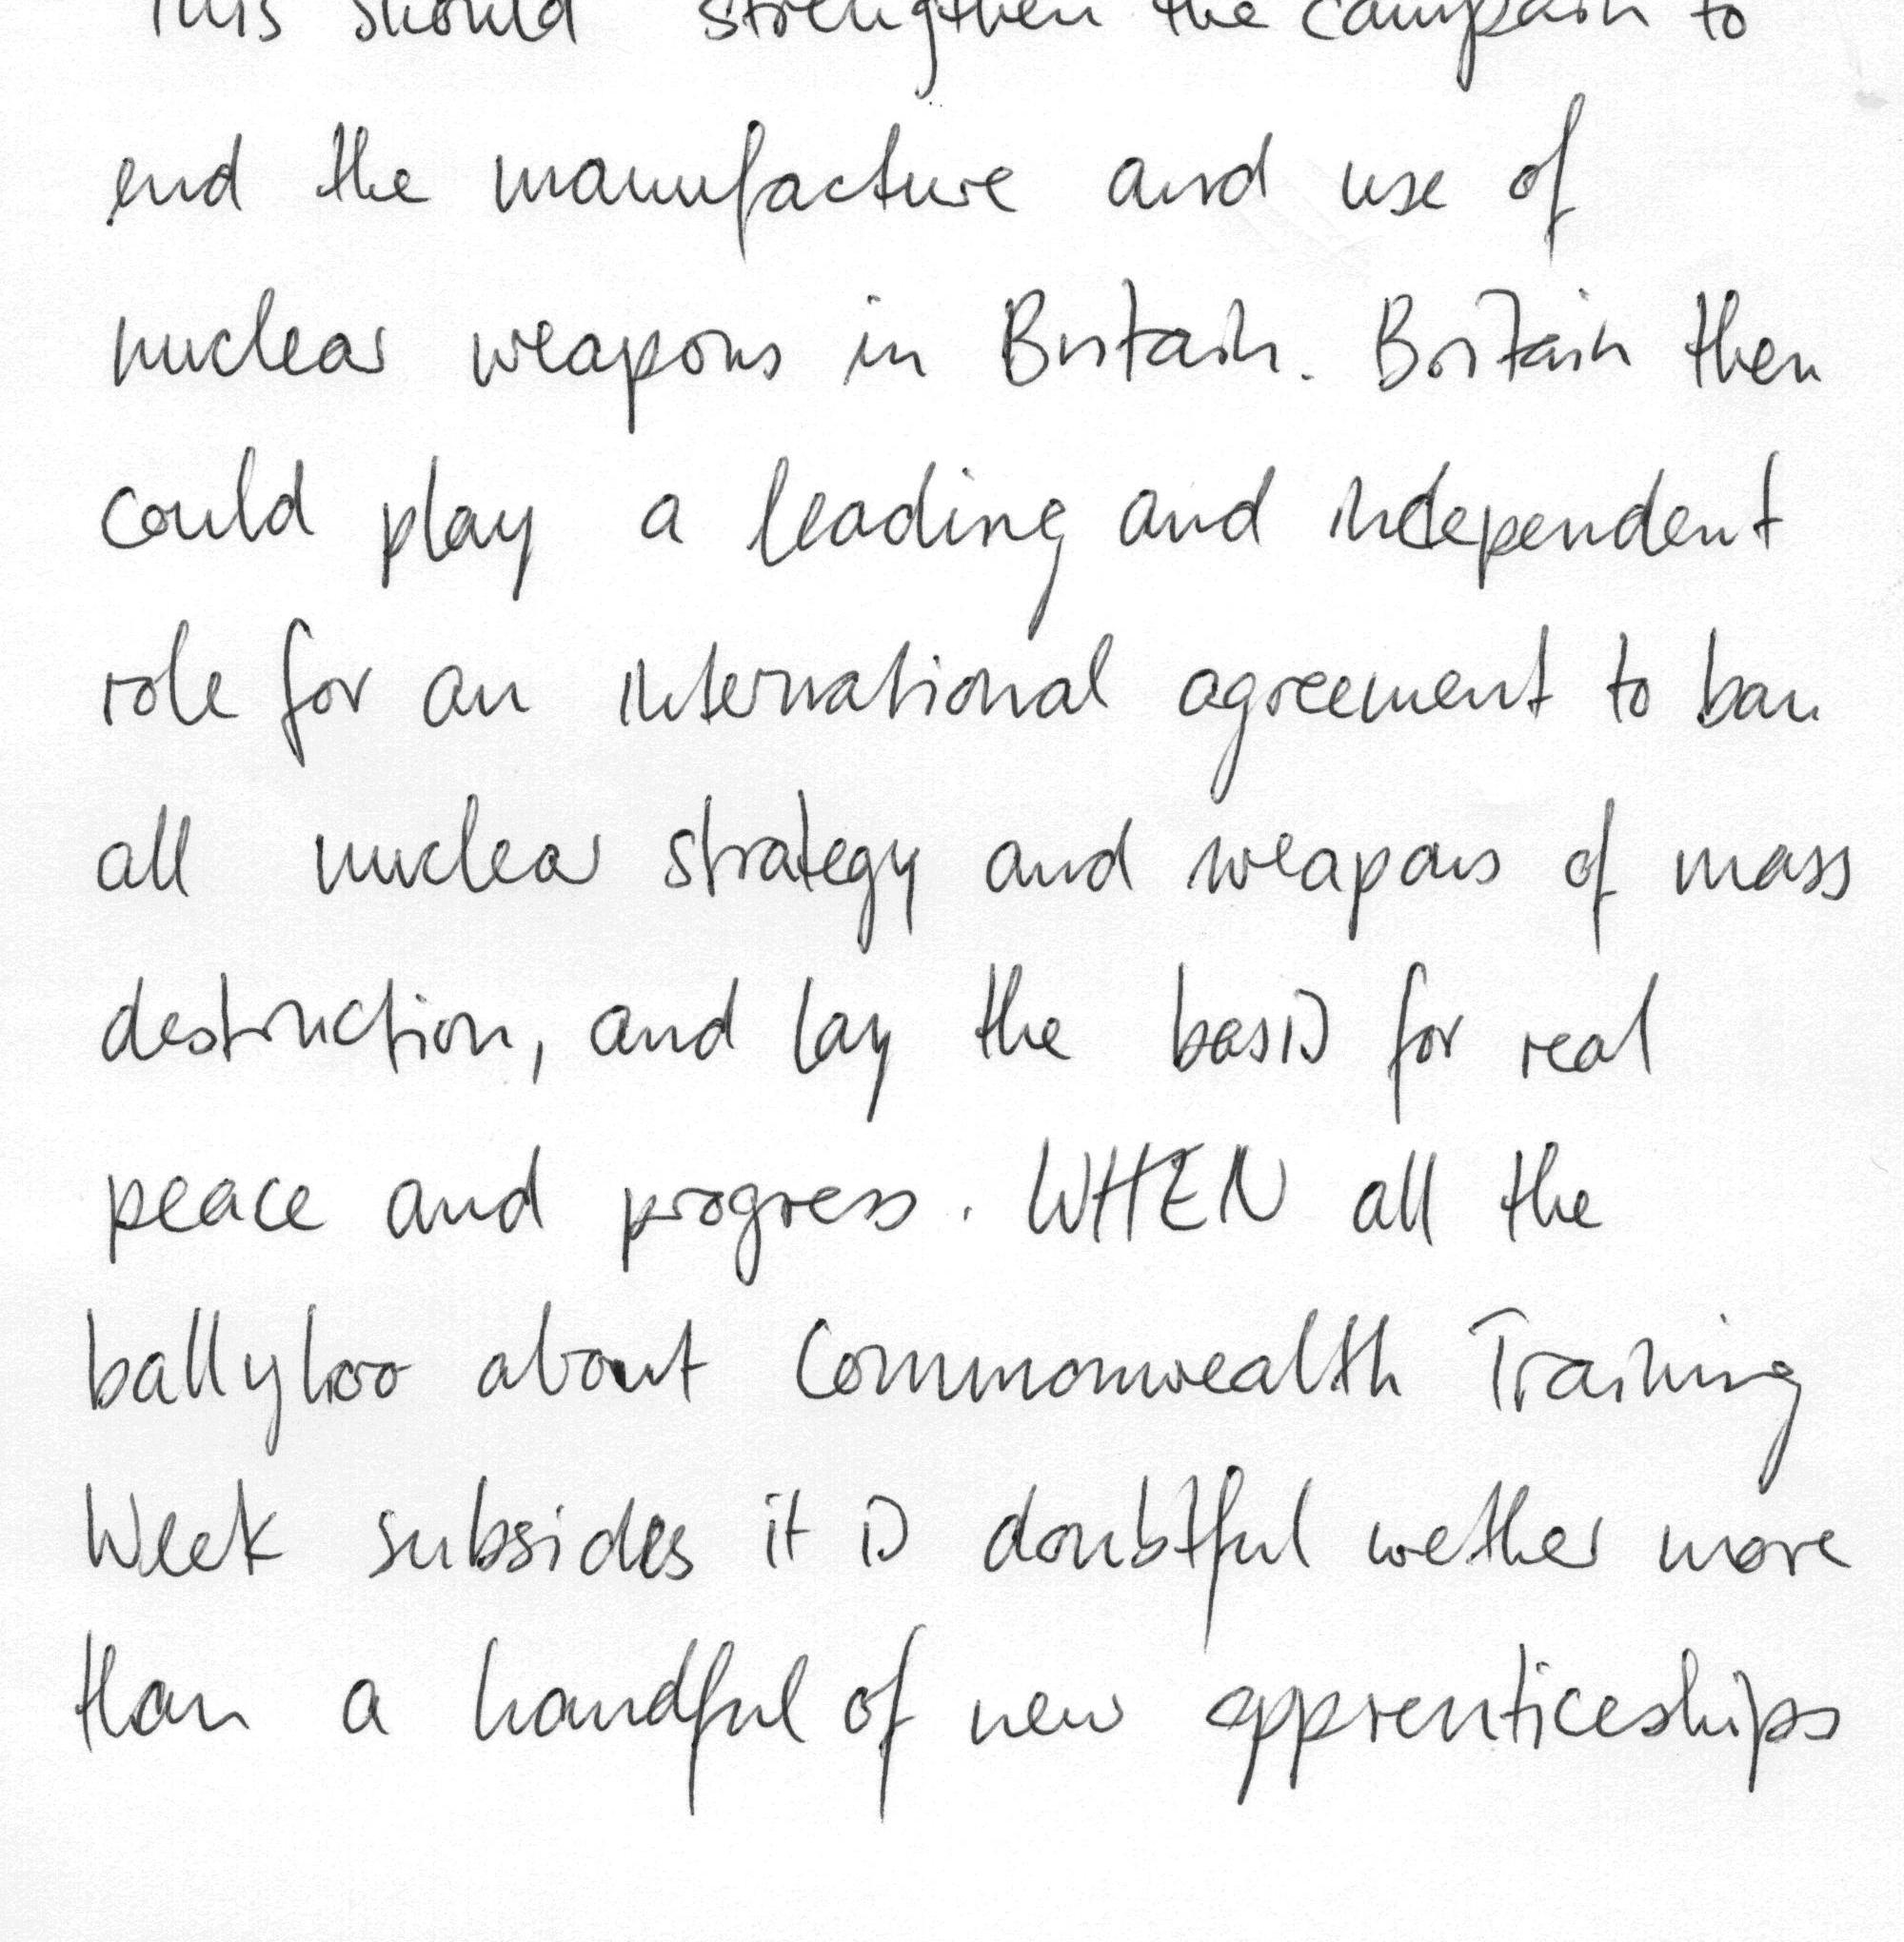 This should strengthen the campain to
end the manufacture and use of
nuclear weapons in Britain. Britain then
could play a leading and independent
role for an international agreement to ban
all nuclear strategy and weapons of mass
destruction, and lay the basis for real
peace and progress. WHEN all the
ballyhoo about Commonwealth Training
Week subsides it is doubtful wether more
than a handful of new apprenticeships